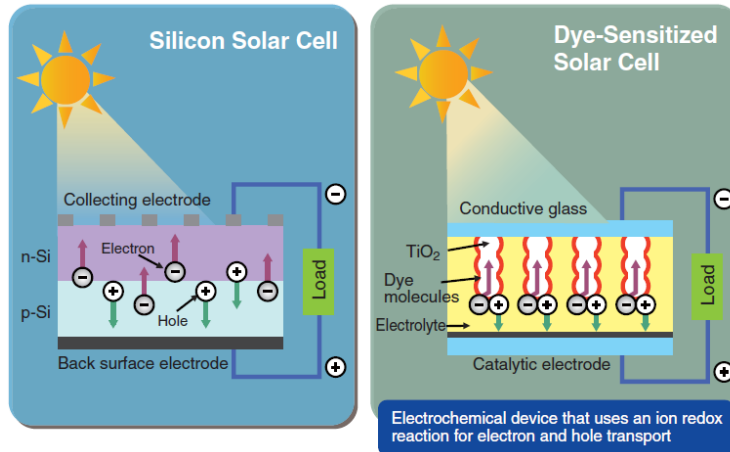 Silicon Solar Cell
Collecting electrode
−
n-Si
Electron
−
−
−
−
+
+
+
p-Si
Hole
Load
Back surface electrode
+
Dye-Sensitized
Solar Cell
Conductive glass
−
TiO₂
Dye
molecules
− + − + − + − +
Electrolyte
Load
Catalytic electrode
+
Electrochemical device that uses an ion redox
reaction for electron and hole transport